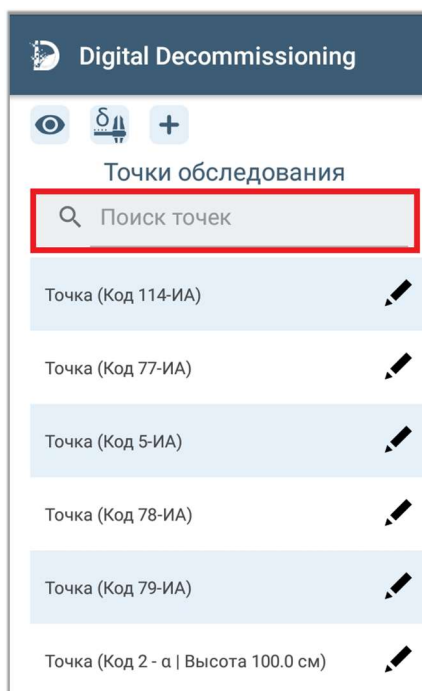 Digital Decommissioning
δ
Точки обследования
Поиск точек
Точка (Код 114-ИА)
Точка (Код 77-ИА)
Точка (Код 5-ИА)
Точка (Код 78-ИА)
Точка (Код 79-ИА)
Точка (Код 2 - α | Высота 100.0 см)